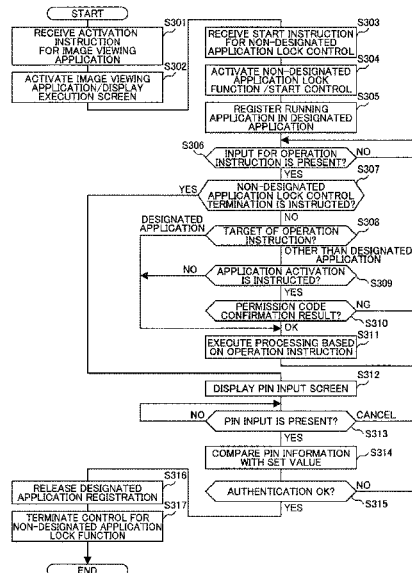 START
S301
RECEIVE ACTIVATION
INSTRUCTION
FOR IMAGE VIEWING
APPLICATION
S302
ACTIVATE IMAGE VIEWING
APPLICATION/DISPLAY
EXECUTION SCREEN
S303
RECEIVE START INSTRUCTION
FOR NON-DESIGNATED
APPLICATION LOCK CONTROL
S304
ACTIVATE NON-DESIGNATED
APPLICATION LOCK
FUNCTION /START CONTROL
S305
REGISTER RUNNING
APPLICATION IN DESIGNATED
APPLICATION
S306
INPUT FOR OPERATION
INSTRUCTION IS PRESENT?
NO
YES
S307
YES
NON-DESIGNATED
APPLICATION LOCK CONTROL
TERMINATION IS INSTRUCTED?
NO
S308
DESIGNATED
APPLICATION
TARGET OF OPERATION
INSTRUCTION?
OTHER THAN DESIGNATED
APPLICATION
NO
APPLICATION ACTIVATION
IS INSTRUCTED?
S309
YES
PERMISSION CODE
CONFIRMATION RESULT?
NG
S310
OK
S311
EXECUTE PROCESSING BASED
ON OPERATION INSTRUCTION
S312
DISPLAY PIN INPUT SCREEN
NO
PIN INPUT IS PRESENT?
CANCEL
S313
YES
S314
COMPARE PIN INFORMATION
WITH SET VALUE
AUTHENTICATION OK?
NO
S315
YES
S316
RELEASE DESIGNATED
APPLICATION REGISTRATION
S317
TERMINATE CONTROL FOR
NON-DESIGNATED APPLICATION
LOCK FUNCTION
END